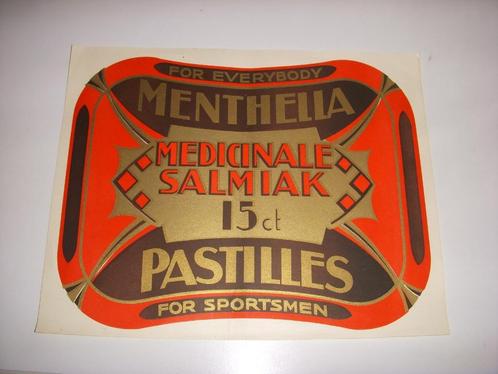 FOR EVERYBODY
MENTHELLA
MEDICINALE
SALMIAK
15 ct
PASTILLES
FOR SPORTSMEN